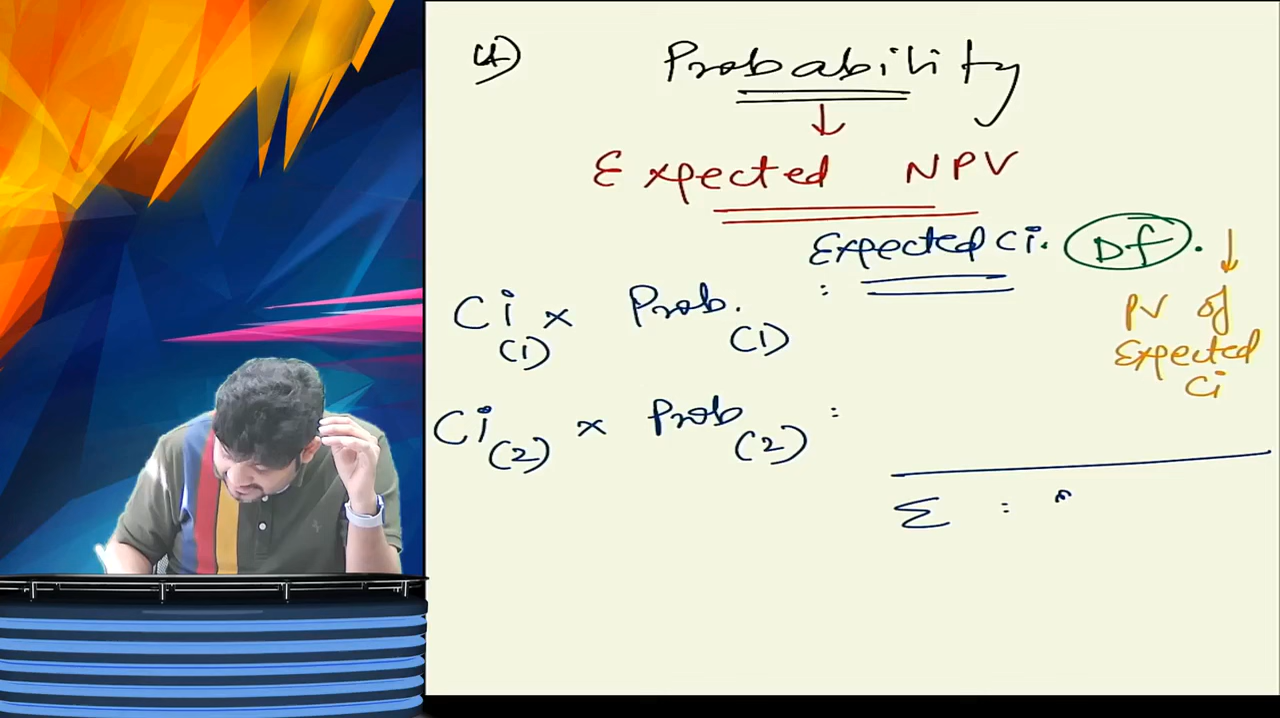 4)
Probability
↓
Expected NPV
Expected Ci. Df. ↓
PV of
Expected
Ci
Ci(1) × Prob.(1) :
Ci(2) × Prob(2) :
Σ :